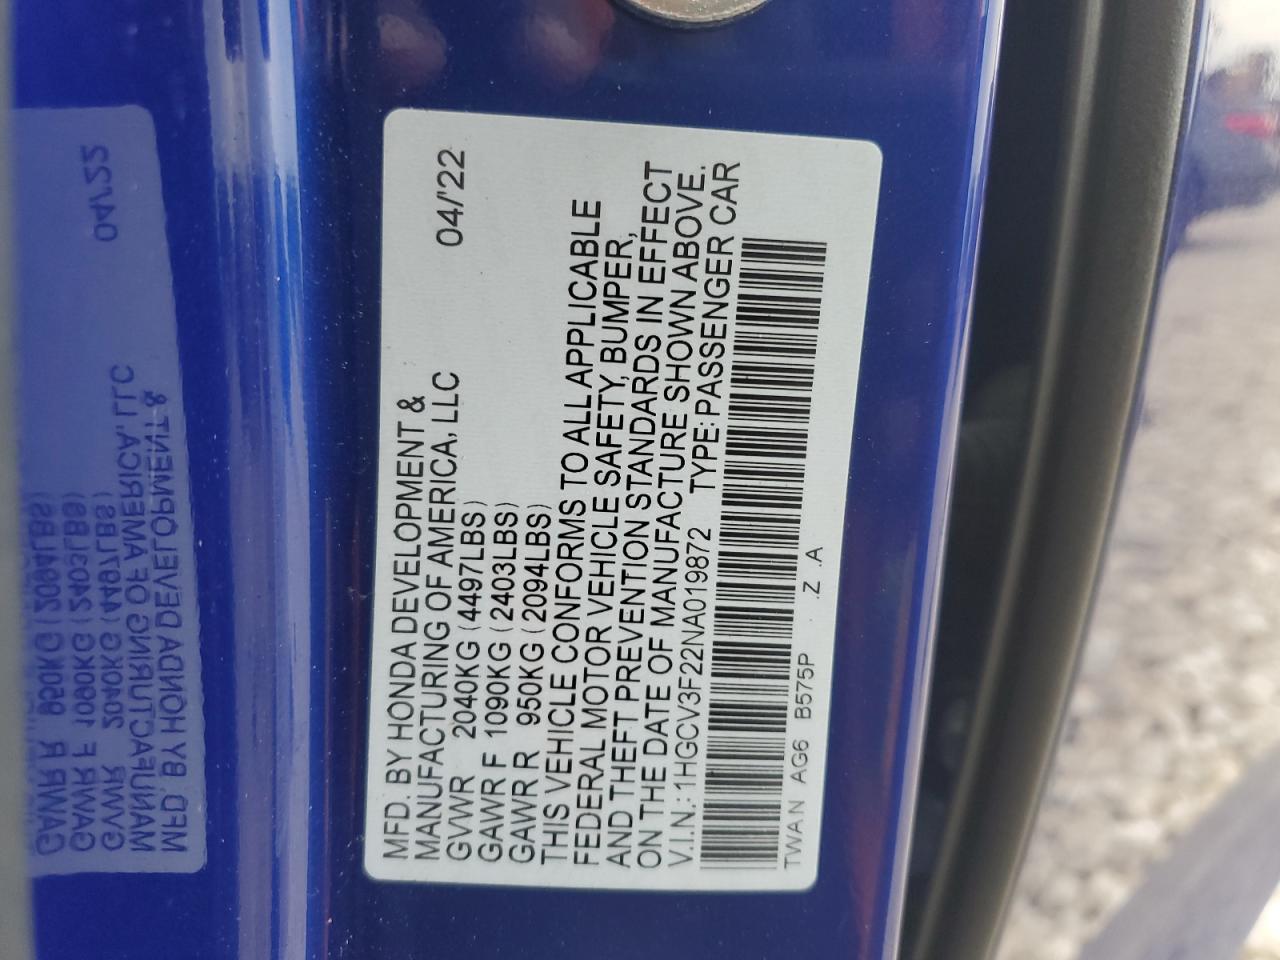 MFD. BY HONDA DEVELOPMENT &
MANUFACTURING OF AMERICA, LLC 04/'22
GVWR 2040KG (4497LBS)
GAWR F 1090KG (2403LBS)
GAWR R 950KG (2094LBS)
THIS VEHICLE CONFORMS TO ALL APPLICABLE
FEDERAL MOTOR VEHICLE SAFETY, BUMPER,
AND THEFT PREVENTION STANDARDS IN EFFECT
ON THE DATE OF MANUFACTURE SHOWN ABOVE.
V.I.N.: 1HGCV3F22NA019872 TYPE: PASSENGER CAR
TWAN AG6 B575P .Z .A